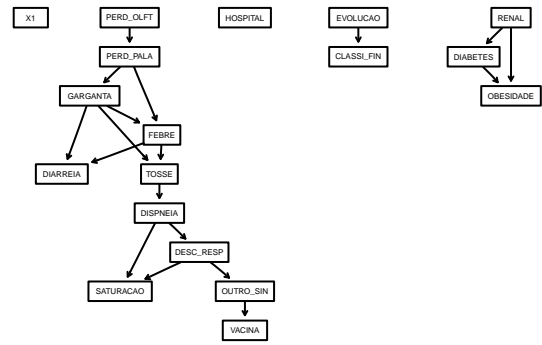 X1
PERD_OLFT
HOSPITAL
EVOLUCAO
RENAL
PERD_PALA
CLASSI_FIN
DIABETES
GARGANTA
OBESIDADE
FEBRE
DIARREIA
TOSSE
DISPNEIA
DESC_RESP
SATURACAO
OUTRO_SIN
VACINA